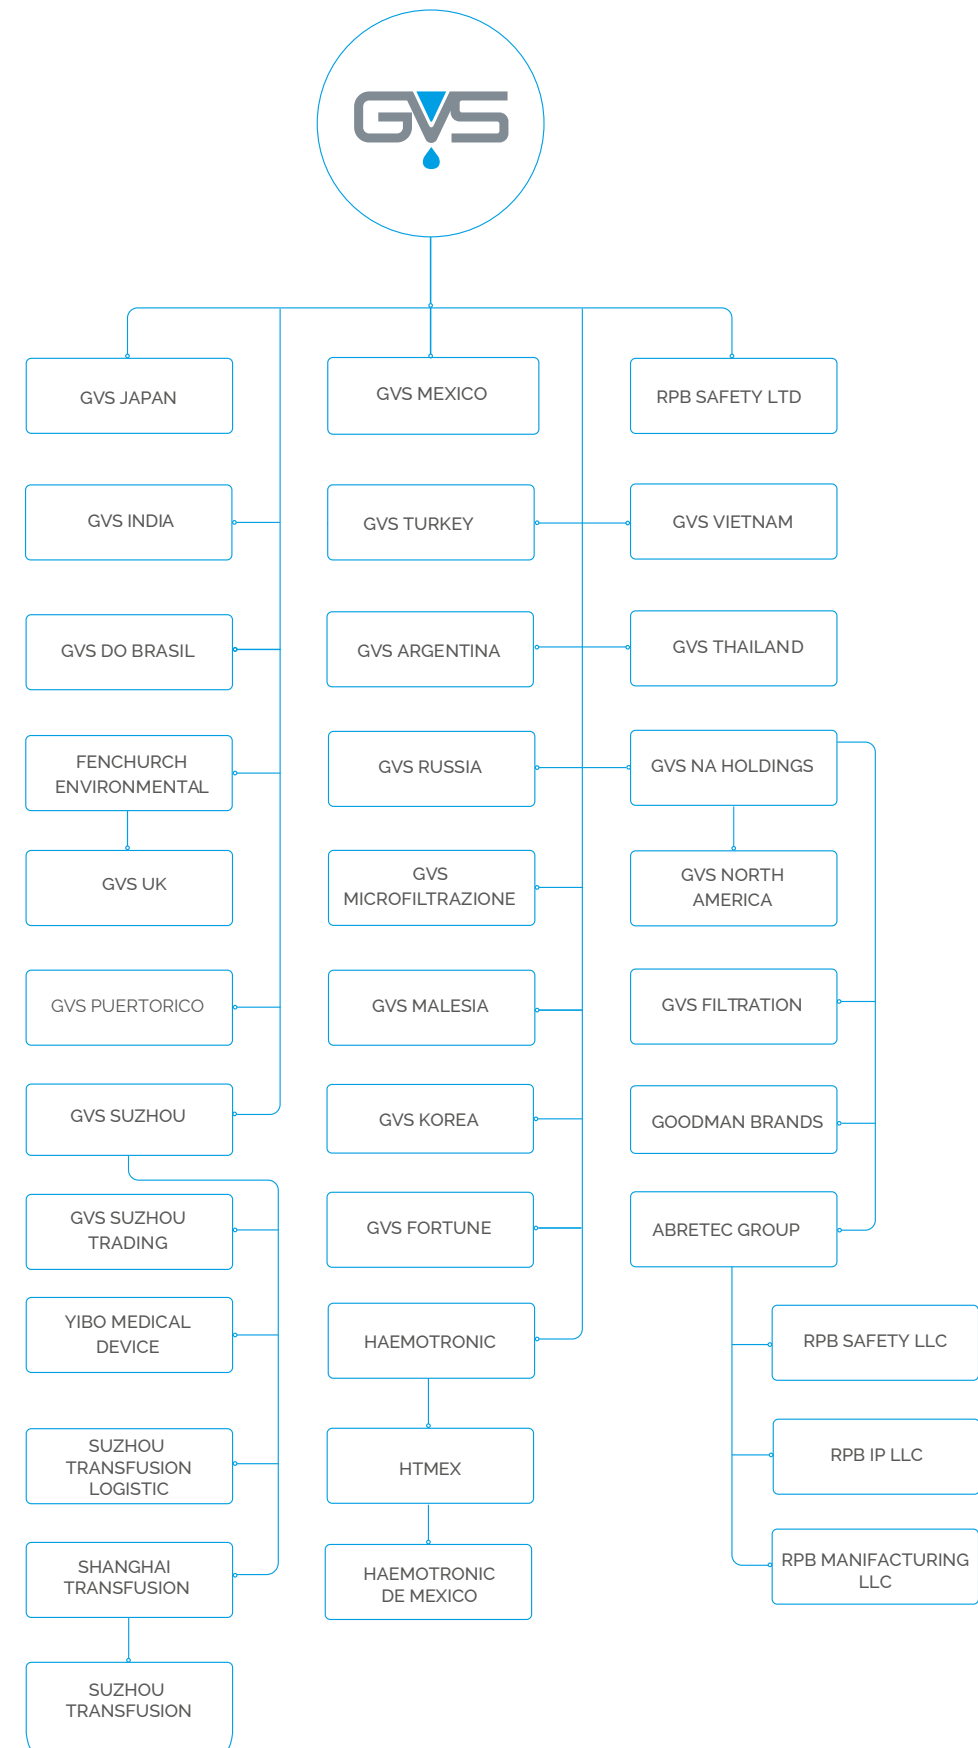 GVS
GVS JAPAN
GVS MEXICO
RPB SAFETY LTD
GVS INDIA
GVS TURKEY
GVS VIETNAM
GVS DO BRASIL
GVS ARGENTINA
GVS THAILAND
FENCHURCH
ENVIRONMENTAL
GVS RUSSIA
GVS NA HOLDINGS
GVS UK
GVS
MICROFILTRAZIONE
GVS NORTH
AMERICA
GVS PUERTORICO
GVS MALESIA
GVS FILTRATION
GVS SUZHOU
GVS KOREA
GOODMAN BRANDS
GVS SUZHOU
TRADING
GVS FORTUNE
ABRETEC GROUP
YIBO MEDICAL
DEVICE
HAEMOTRONIC
RPB SAFETY LLC
SUZHOU
TRANSFUSION
LOGISTIC
HTMEX
RPB IP LLC
SHANGHAI
TRANSFUSION
HAEMOTRONIC
DE MEXICO
RPB MANIFACTURING
LLC
SUZHOU
TRANSFUSION